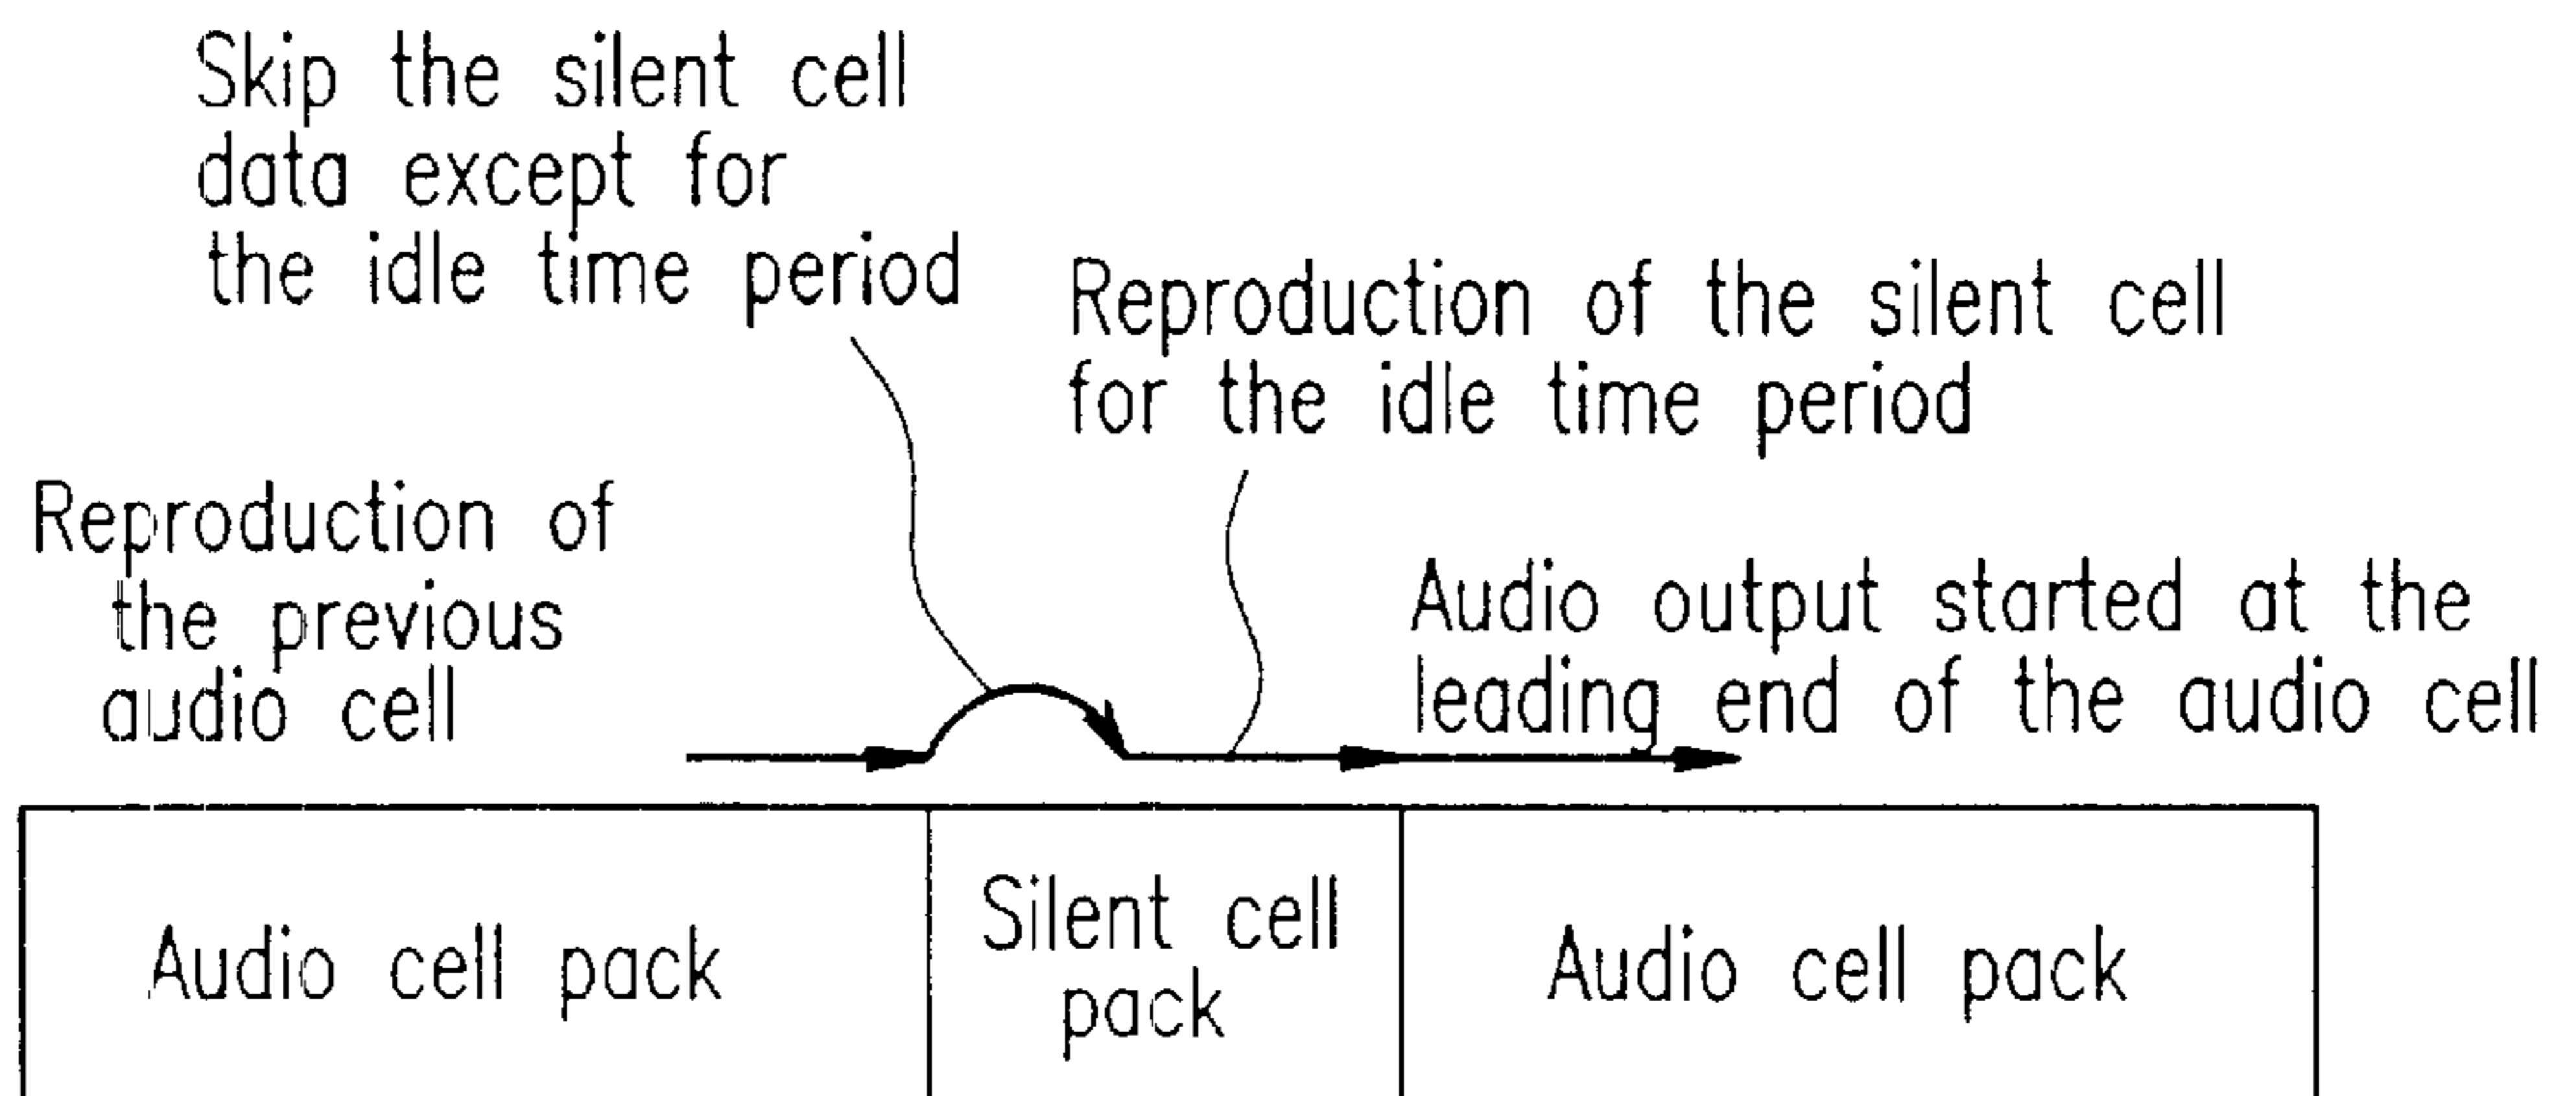 Skip the silent cell
data except for
the idle time period
Reproduction of the silent cell
for the idle time period
Reproduction of
the previous
audio cell
Audio output started at the
leading end of the audio cell
Audio cell pack
Silent cell
pack
Audio cell pack